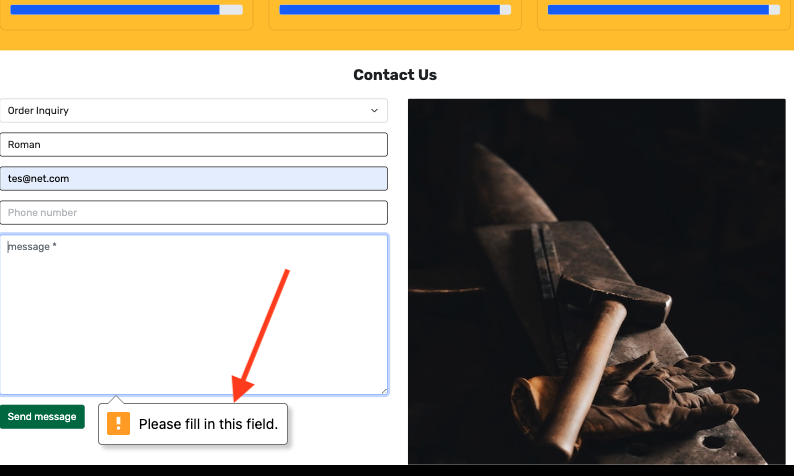 Contact Us
Order Inquiry
Roman
tes@net.com
Phone number
message *
Send message
Please fill in this field.